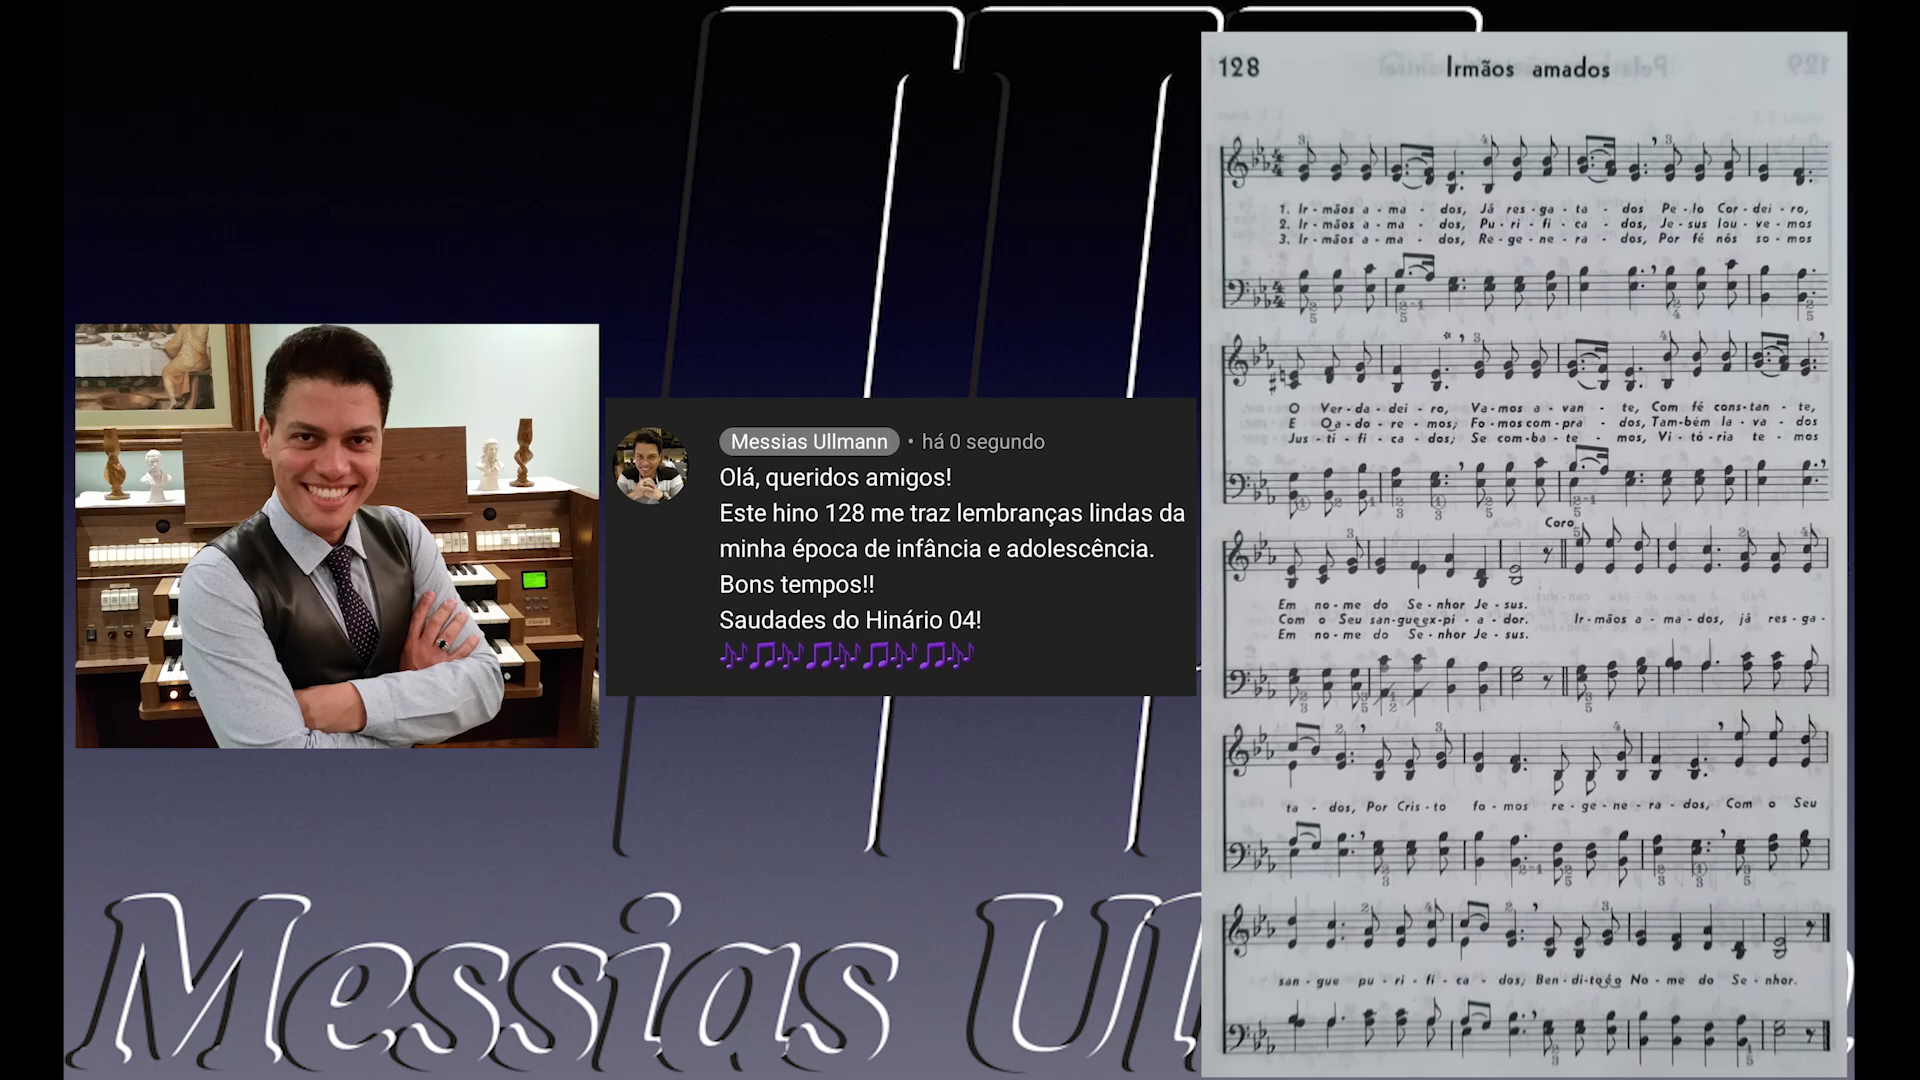 Messias Ullmann • há 0 segundo
Olá, queridos amigos!
Este hino 128 me traz lembranças lindas da
minha época de infância e adolescência.
Bons tempos!!
Saudades do Hinário 04!
Messias Ul
128 Irmãos amados
1. Ir - mãos a - ma - dos, Já res - ga - ta - dos Pe - lo Cor - dei - ro,
2. Ir - mãos a - ma - dos, Pu - ri - fi - ca - dos, Je - sus lou - ve - mos
3. Ir - mãos a - ma - dos, Re - ge - ne - ra - dos, Por fé nós so - mos
O Ver - da - dei - ro, Va - mos a - van - te, Com fé cons - tan - te,
E O a - do - re - mos; Fo - mos com - pra - dos, Tam - bém la - va - dos
Jus - ti - fi - ca - dos; Se com - ba - te - mos, Vi - tó - ria te - mos
Coro
Em no - me do Se - nhor Je - sus.
Com o Seu san - gue ex - pi - a - dor. Ir - mãos a - ma - dos, já res - ga -
Em no - me do Se - nhor Je - sus.
ta - dos, Por Cris - to fo - mos re - ge - ne - ra - dos, Com o Seu
san - gue pu - ri - fi - ca - dos; Ben - di - to é o No - me do Se - nhor.